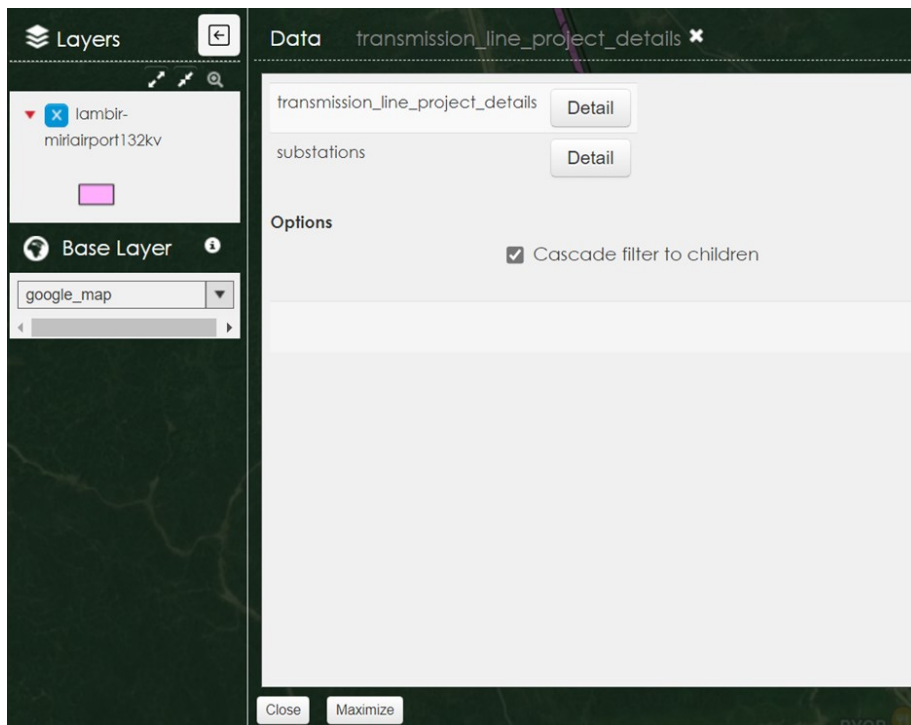 Layers
Data transmission_line_project_details
transmission_line_project_details Detail
X lambir-
miriairport132kv
substations Detail
Options
Base Layer
Cascade filter to children
google_map
Close Maximize